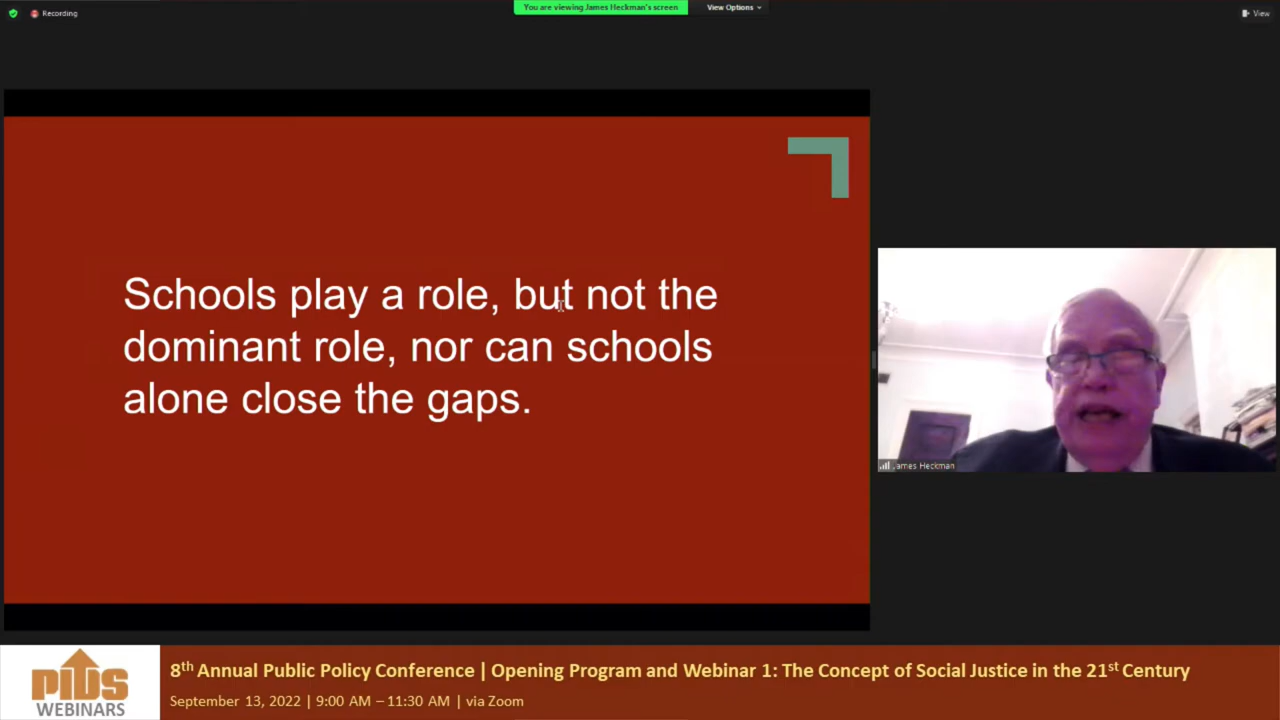 Recording
You are viewing James Heckman's screen
View Options
View
Schools play a role, but not the
dominant role, nor can schools
alone close the gaps.
James Heckman
PIDS
WEBINARS
8th Annual Public Policy Conference | Opening Program and Webinar 1: The Concept of Social Justice in the 21st Century
September 13, 2022 | 9:00 AM – 11:30 AM | via Zoom